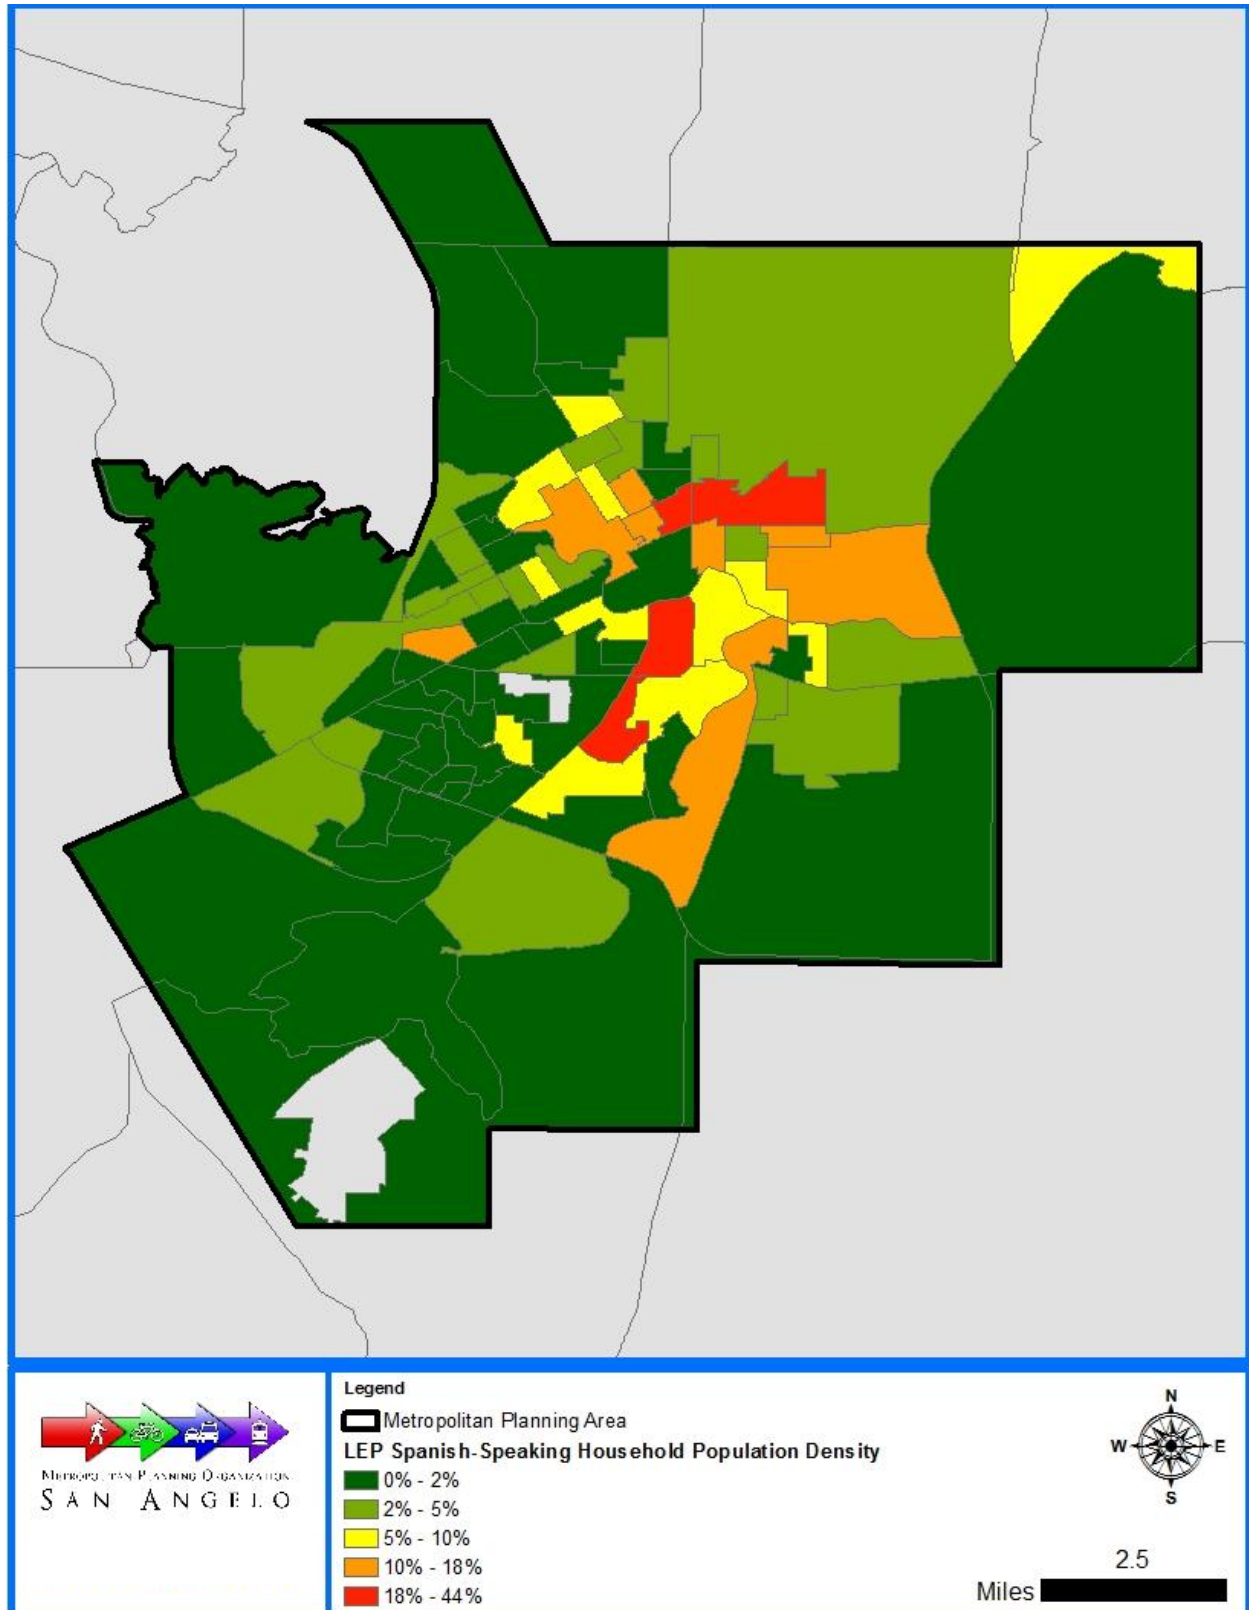 METROPOLITAN PLANNING ORGANIZATION
SAN ANGELO
Legend
Metropolitan Planning Area
LEP Spanish-Speaking Household Population Density
0% - 2%
2% - 5%
5% - 10%
10% - 18%
18% - 44%
N
W E
S
2.5
Miles